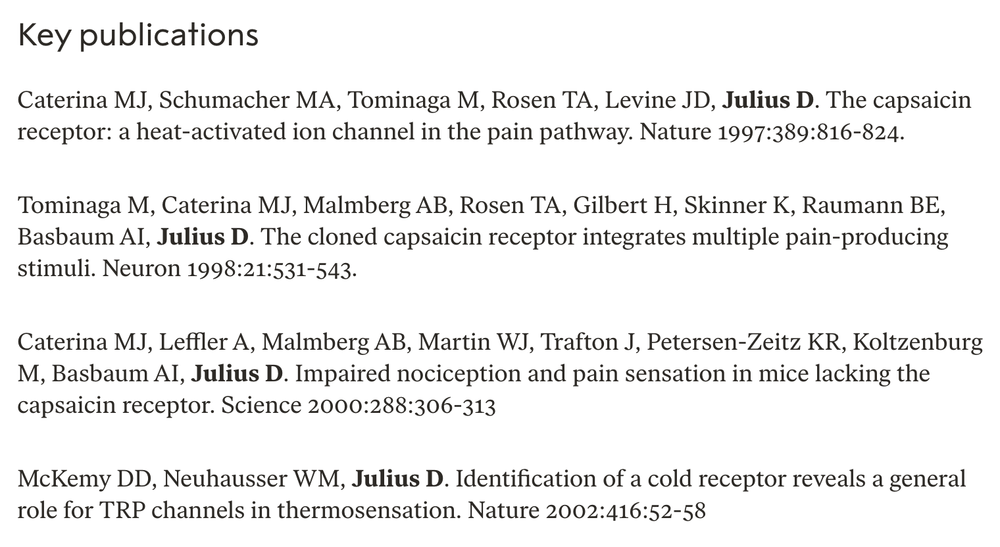 Key publications
Caterina MJ, Schumacher MA, Tominaga M, Rosen TA, Levine JD, Julius D. The capsaicin
receptor: a heat-activated ion channel in the pain pathway. Nature 1997:389:816-824.
Tominaga M, Caterina MJ, Malmberg AB, Rosen TA, Gilbert H, Skinner K, Raumann BE,
Basbaum AI, Julius D. The cloned capsaicin receptor integrates multiple pain-producing
stimuli. Neuron 1998:21:531-543.
Caterina MJ, Leffler A, Malmberg AB, Martin WJ, Trafton J, Petersen-Zeitz KR, Koltzenburg
M, Basbaum AI, Julius D. Impaired nociception and pain sensation in mice lacking the
capsaicin receptor. Science 2000:288:306-313
McKemy DD, Neuhausser WM, Julius D. Identification of a cold receptor reveals a general
role for TRP channels in thermosensation. Nature 2002:416:52-58